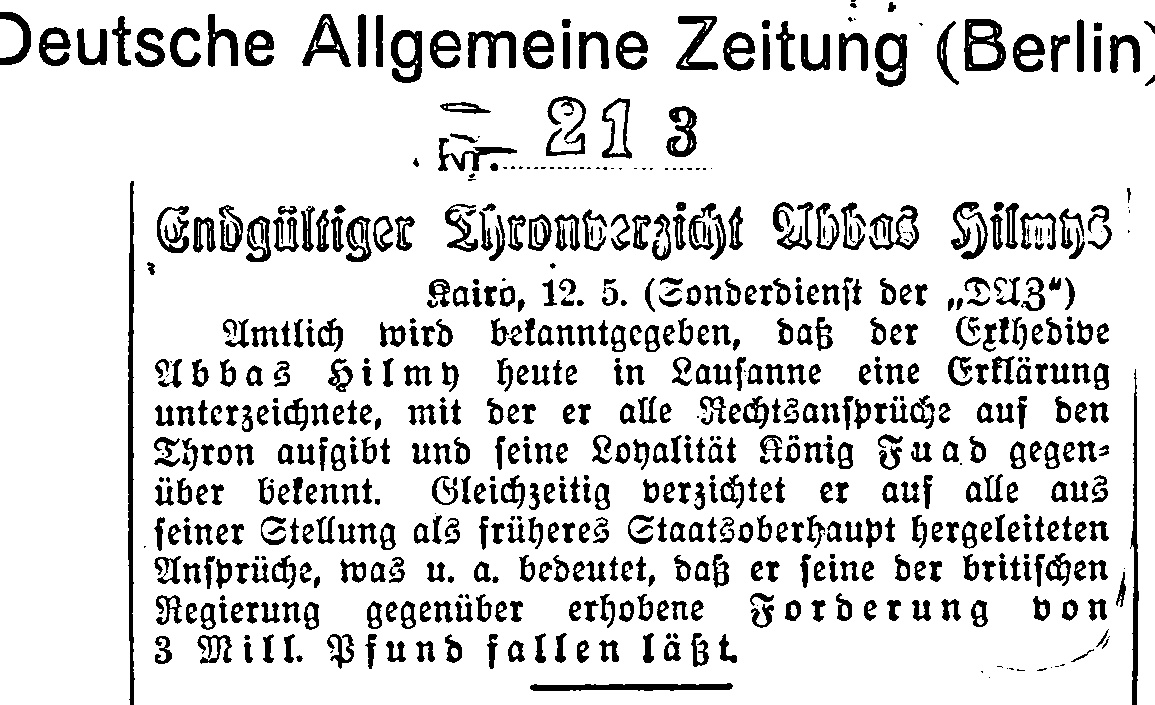 Deutsche Allgemeine Zeitung (Berlin)
Nr. 213
Endgültiger Thronverzicht Abbas Hilmys
Kairo, 12. 5. (Sonderdienst der „DAZ“)
Amtlich wird bekanntgegeben, daß der Exkhedive
Abbas Hilmy heute in Lausanne eine Erklärung
unterzeichnete, mit der er alle Rechtsansprüche auf den
Thron aufgibt und seine Loyalität König Fuad gegen-
über bekennt. Gleichzeitig verzichtet er auf alle aus
seiner Stellung als früheres Staatsoberhaupt hergeleiteten
Ansprüche, was u. a. bedeutet, daß er seine der britischen
Regierung gegenüber erhobene Forderung von
3 Mill. Pfund fallen läßt.